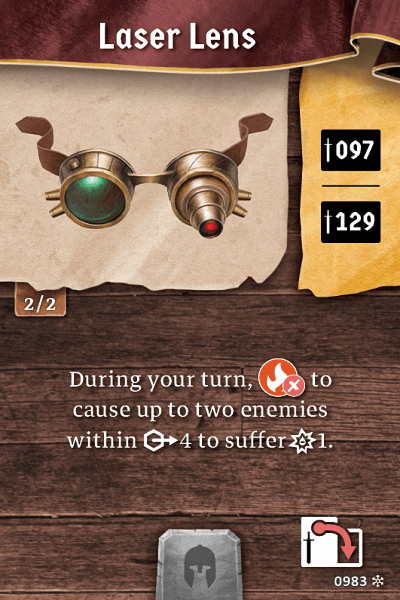 Laser Lens
097
129
2/2
During your turn, to
cause up to two enemies
within 4 to suffer 1.
0983